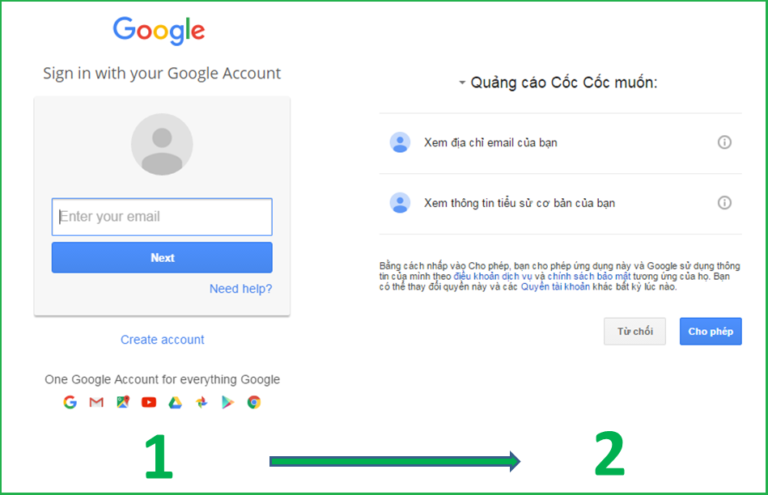 Google
Sign in with your Google Account
Enter your email
Next
Need help?
Create account
One Google Account for everything Google
1
Quảng cáo Cốc Cốc muốn:
Xem địa chỉ email của bạn
Xem thông tin tiểu sử cơ bản của bạn
Bằng cách nhấp vào Cho phép, bạn cho phép ứng dụng này và Google sử dụng thông
tin của mình theo điều khoản dịch vụ và chính sách bảo mật tương ứng của họ. Bạn
có thể thay đổi quyền này và các Quyền tài khoản khác bất kỳ lúc nào.
Từ chối
Cho phép
2